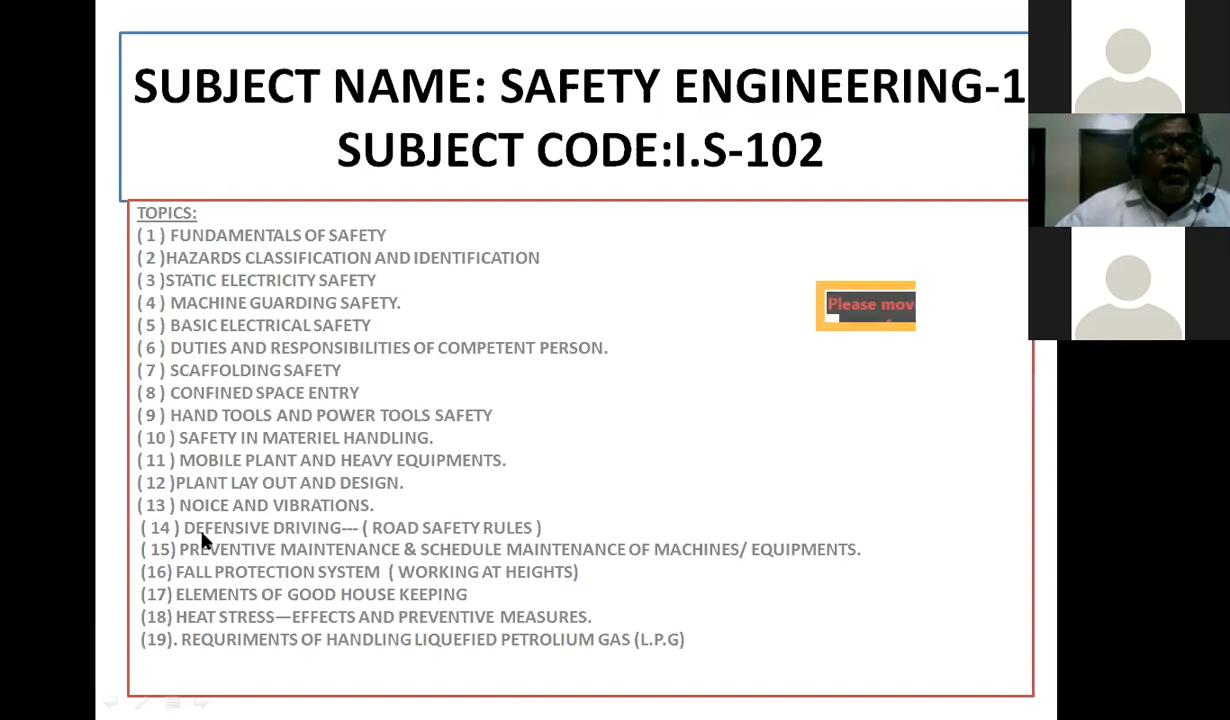 SUBJECT NAME: SAFETY ENGINEERING-1
SUBJECT CODE:I.S-102
TOPICS:
( 1 ) FUNDAMENTALS OF SAFETY
( 2 )HAZARDS CLASSIFICATION AND IDENTIFICATION
( 3 )STATIC ELECTRICITY SAFETY
( 4 ) MACHINE GUARDING SAFETY.
( 5 ) BASIC ELECTRICAL SAFETY
( 6 ) DUTIES AND RESPONSIBILITIES OF COMPETENT PERSON.
( 7 ) SCAFFOLDING SAFETY
( 8 ) CONFINED SPACE ENTRY
( 9 ) HAND TOOLS AND POWER TOOLS SAFETY
( 10 ) SAFETY IN MATERIEL HANDLING.
( 11 ) MOBILE PLANT AND HEAVY EQUIPMENTS.
( 12 )PLANT LAY OUT AND DESIGN.
( 13 ) NOICE AND VIBRATIONS.
( 14 ) DEFENSIVE DRIVING--- ( ROAD SAFETY RULES )
( 15) PREVENTIVE MAINTENANCE & SCHEDULE MAINTENANCE OF MACHINES/ EQUIPMENTS.
(16) FALL PROTECTION SYSTEM ( WORKING AT HEIGHTS)
(17) ELEMENTS OF GOOD HOUSE KEEPING
(18) HEAT STRESS—EFFECTS AND PREVENTIVE MEASURES.
(19). REQURIMENTS OF HANDLING LIQUEFIED PETROLIUM GAS (L.P.G)
Please mov